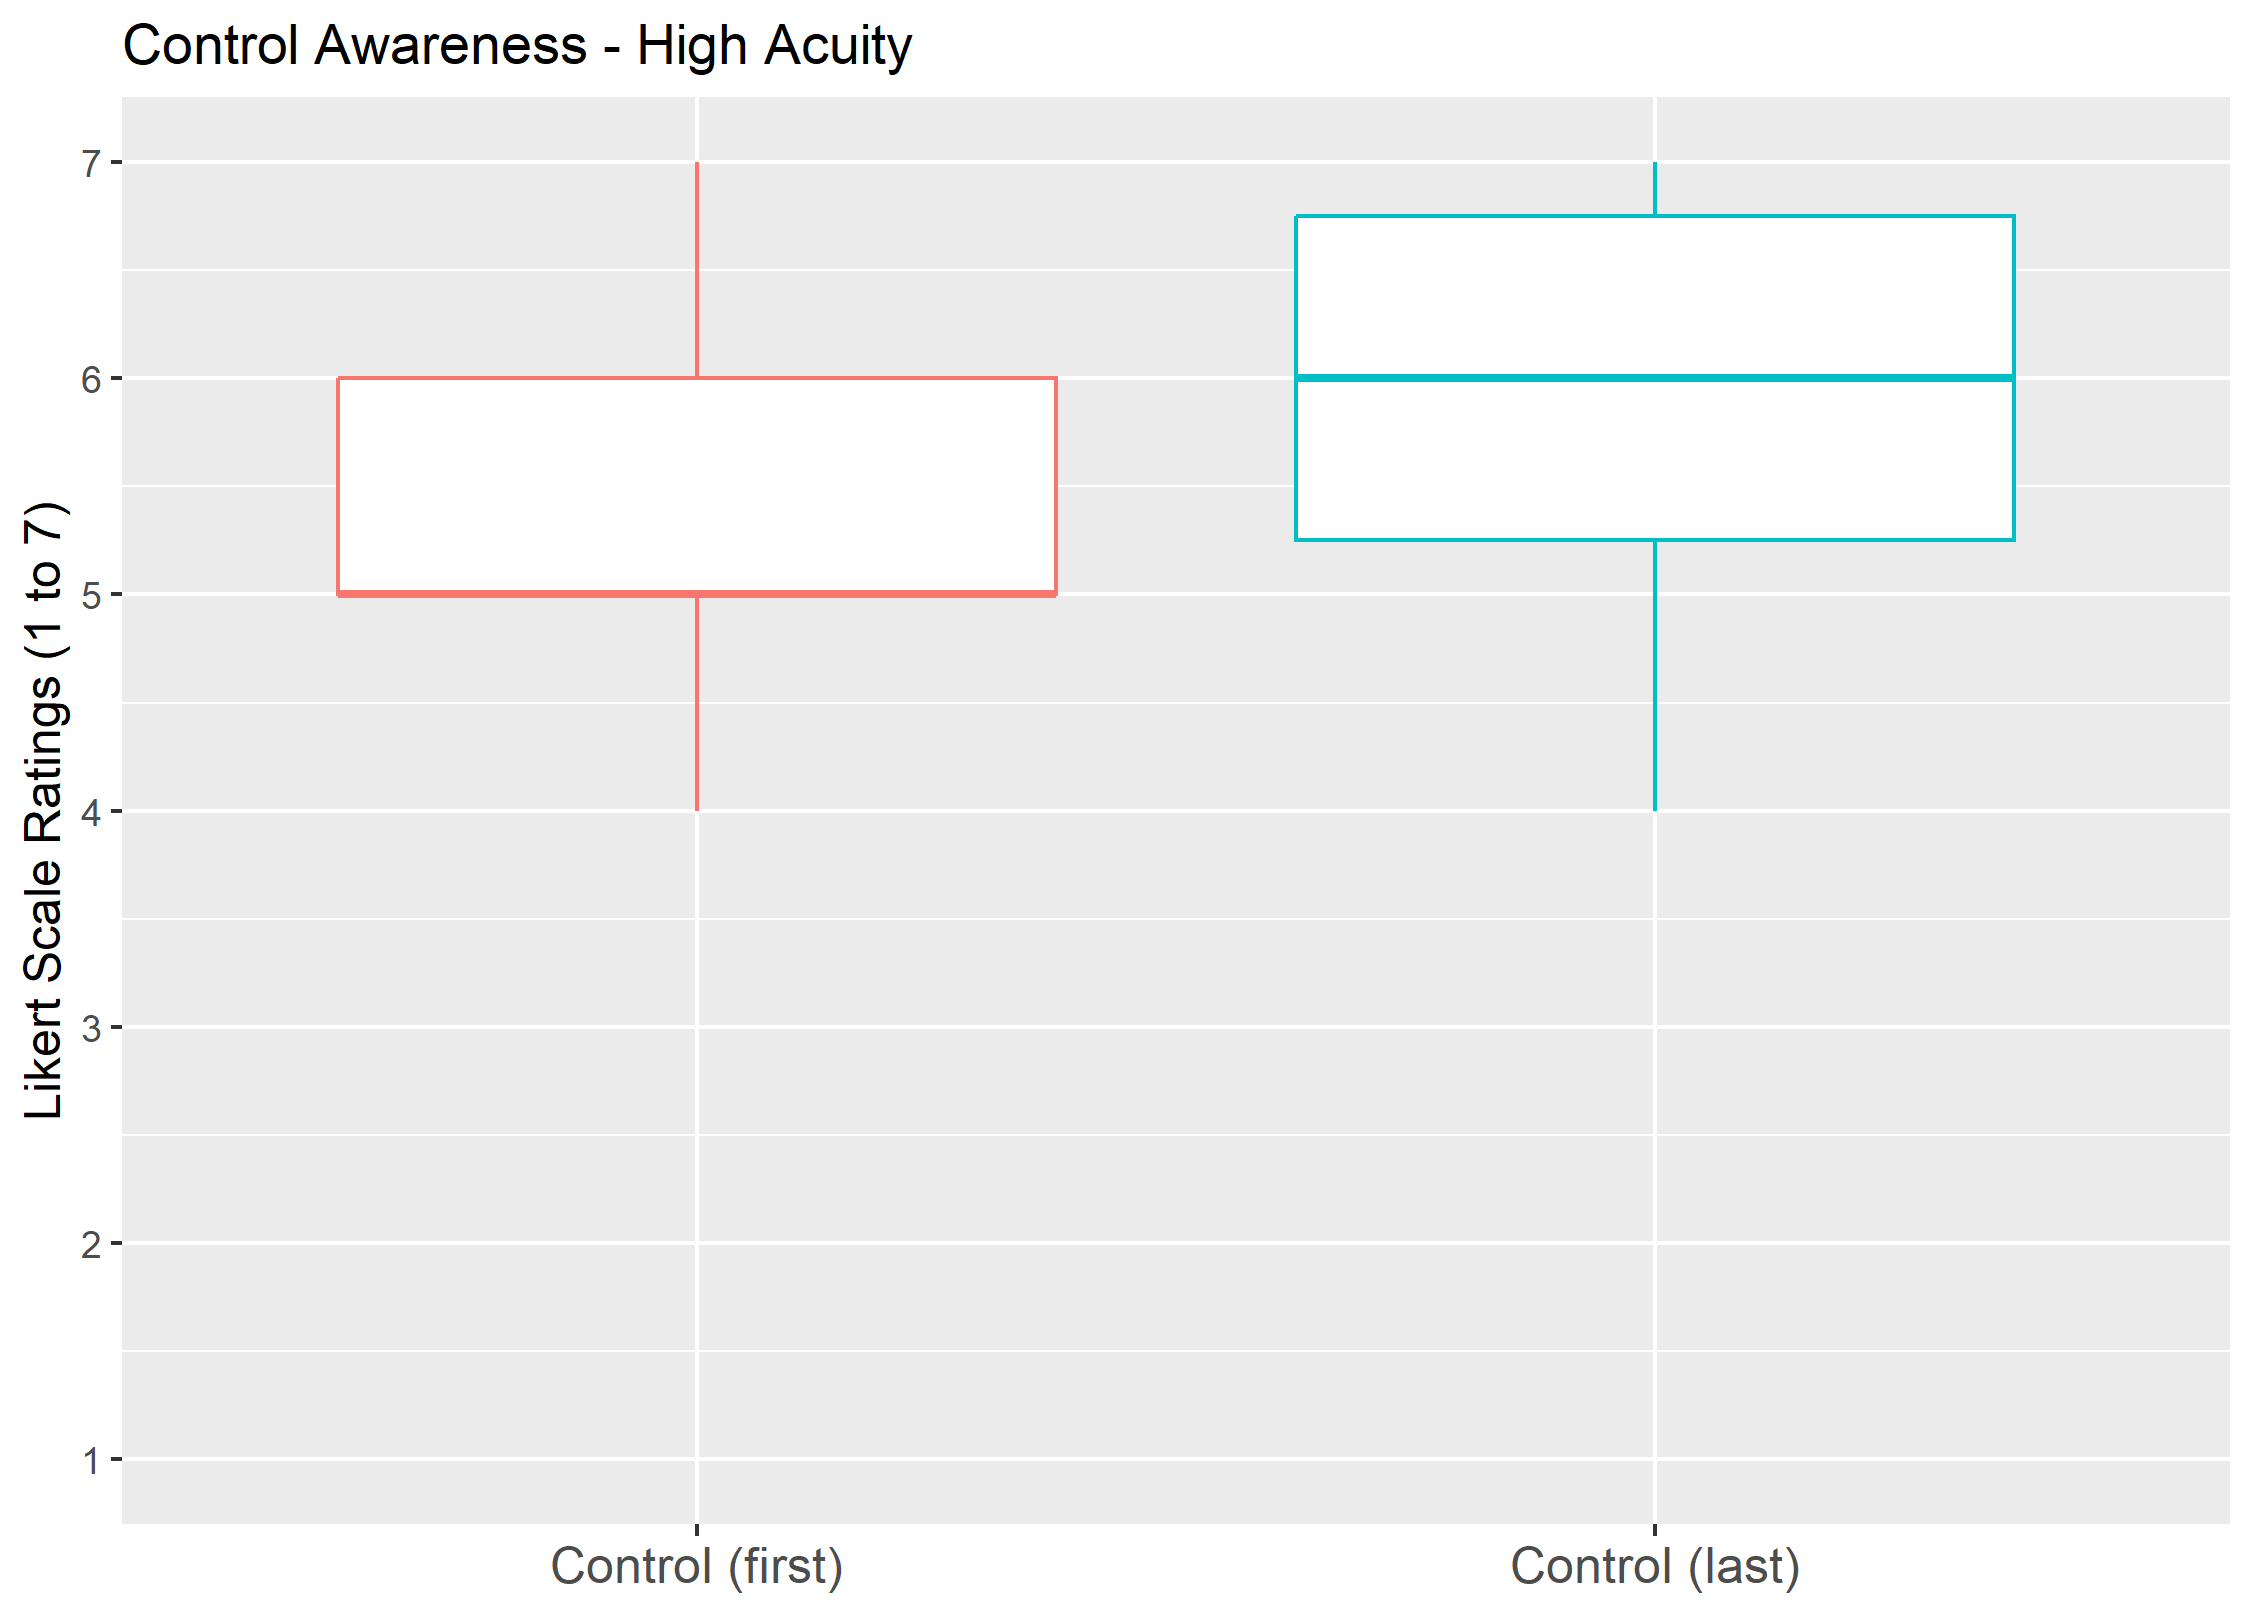 Control Awareness - High Acuity
Likert Scale Ratings (1 to 7)
7
6
5
4
3
2
1
Control (first)
Control (last)